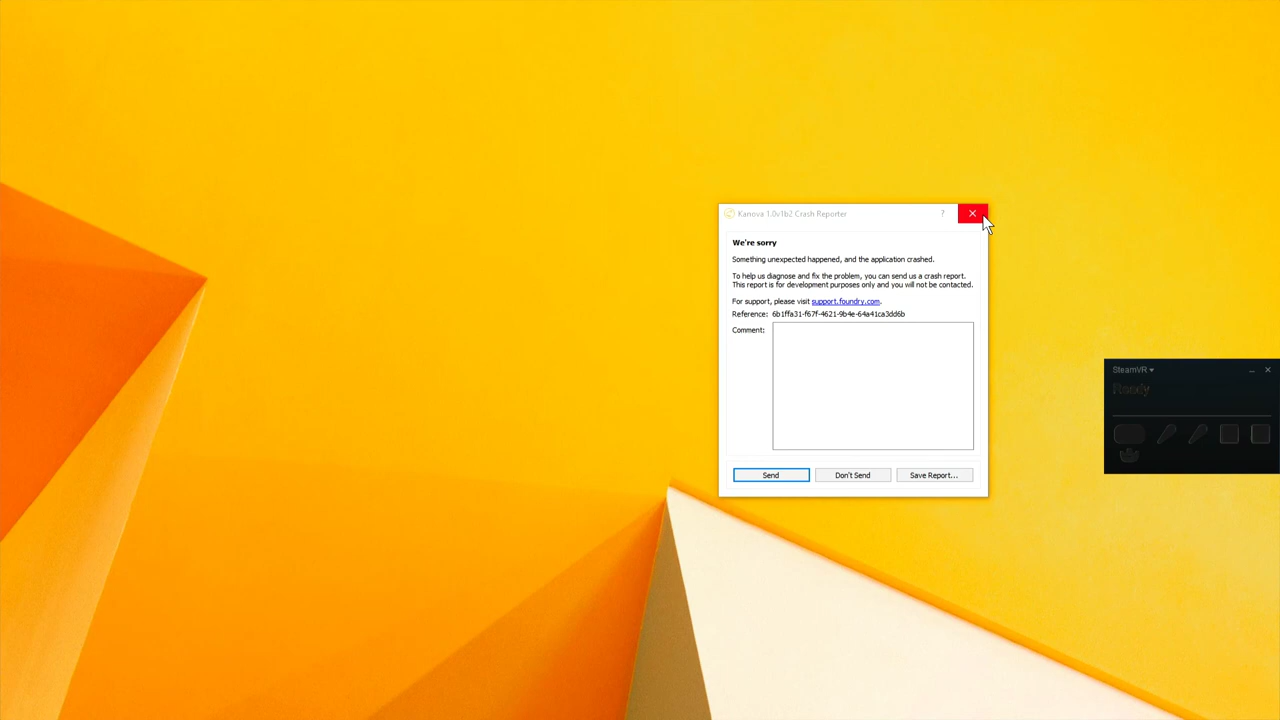 Kanova 1.0v1b2 Crash Reporter
?
We're sorry
Something unexpected happened, and the application crashed.
To help us diagnose and fix the problem, you can send us a crash report.
This report is for development purposes only and you will not be contacted.
For support, please visit support.foundry.com.
Reference: 6b1ffa31-f67f-4621-9b4e-64a41ca3dd6b
Comment:
Send Don't Send Save Report...
SteamVR
Ready